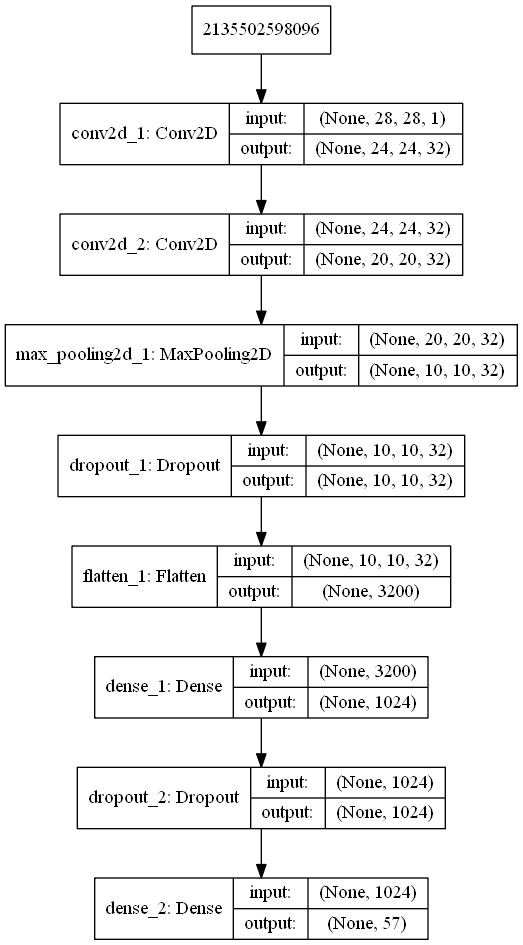 2135502598096
conv2d_1: Conv2D
input: (None, 28, 28, 1)
output: (None, 24, 24, 32)
conv2d_2: Conv2D
input: (None, 24, 24, 32)
output: (None, 20, 20, 32)
max_pooling2d_1: MaxPooling2D
input: (None, 20, 20, 32)
output: (None, 10, 10, 32)
dropout_1: Dropout
input: (None, 10, 10, 32)
output: (None, 10, 10, 32)
flatten_1: Flatten
input: (None, 10, 10, 32)
output: (None, 3200)
dense_1: Dense
input: (None, 3200)
output: (None, 1024)
dropout_2: Dropout
input: (None, 1024)
output: (None, 1024)
dense_2: Dense
input: (None, 1024)
output: (None, 57)